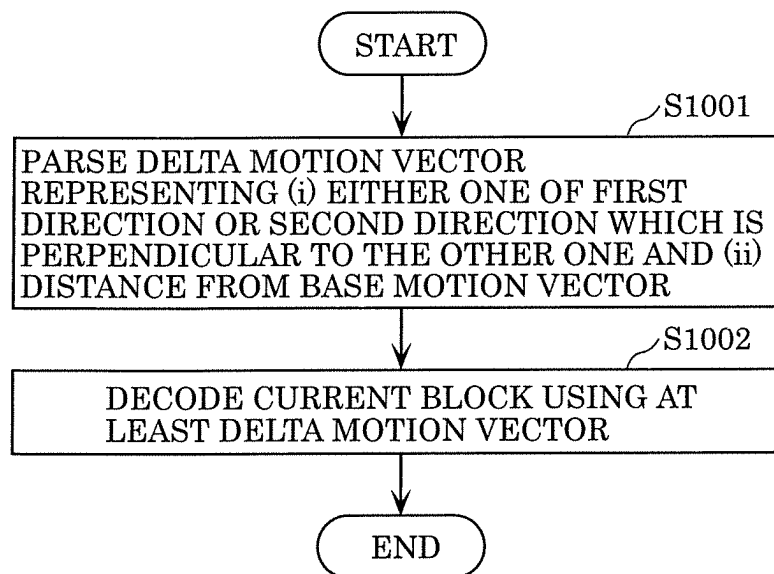 START
S1001
PARSE DELTA MOTION VECTOR
REPRESENTING (i) EITHER ONE OF FIRST
DIRECTION OR SECOND DIRECTION WHICH IS
PERPENDICULAR TO THE OTHER ONE AND (ii)
DISTANCE FROM BASE MOTION VECTOR
S1002
DECODE CURRENT BLOCK USING AT
LEAST DELTA MOTION VECTOR
END